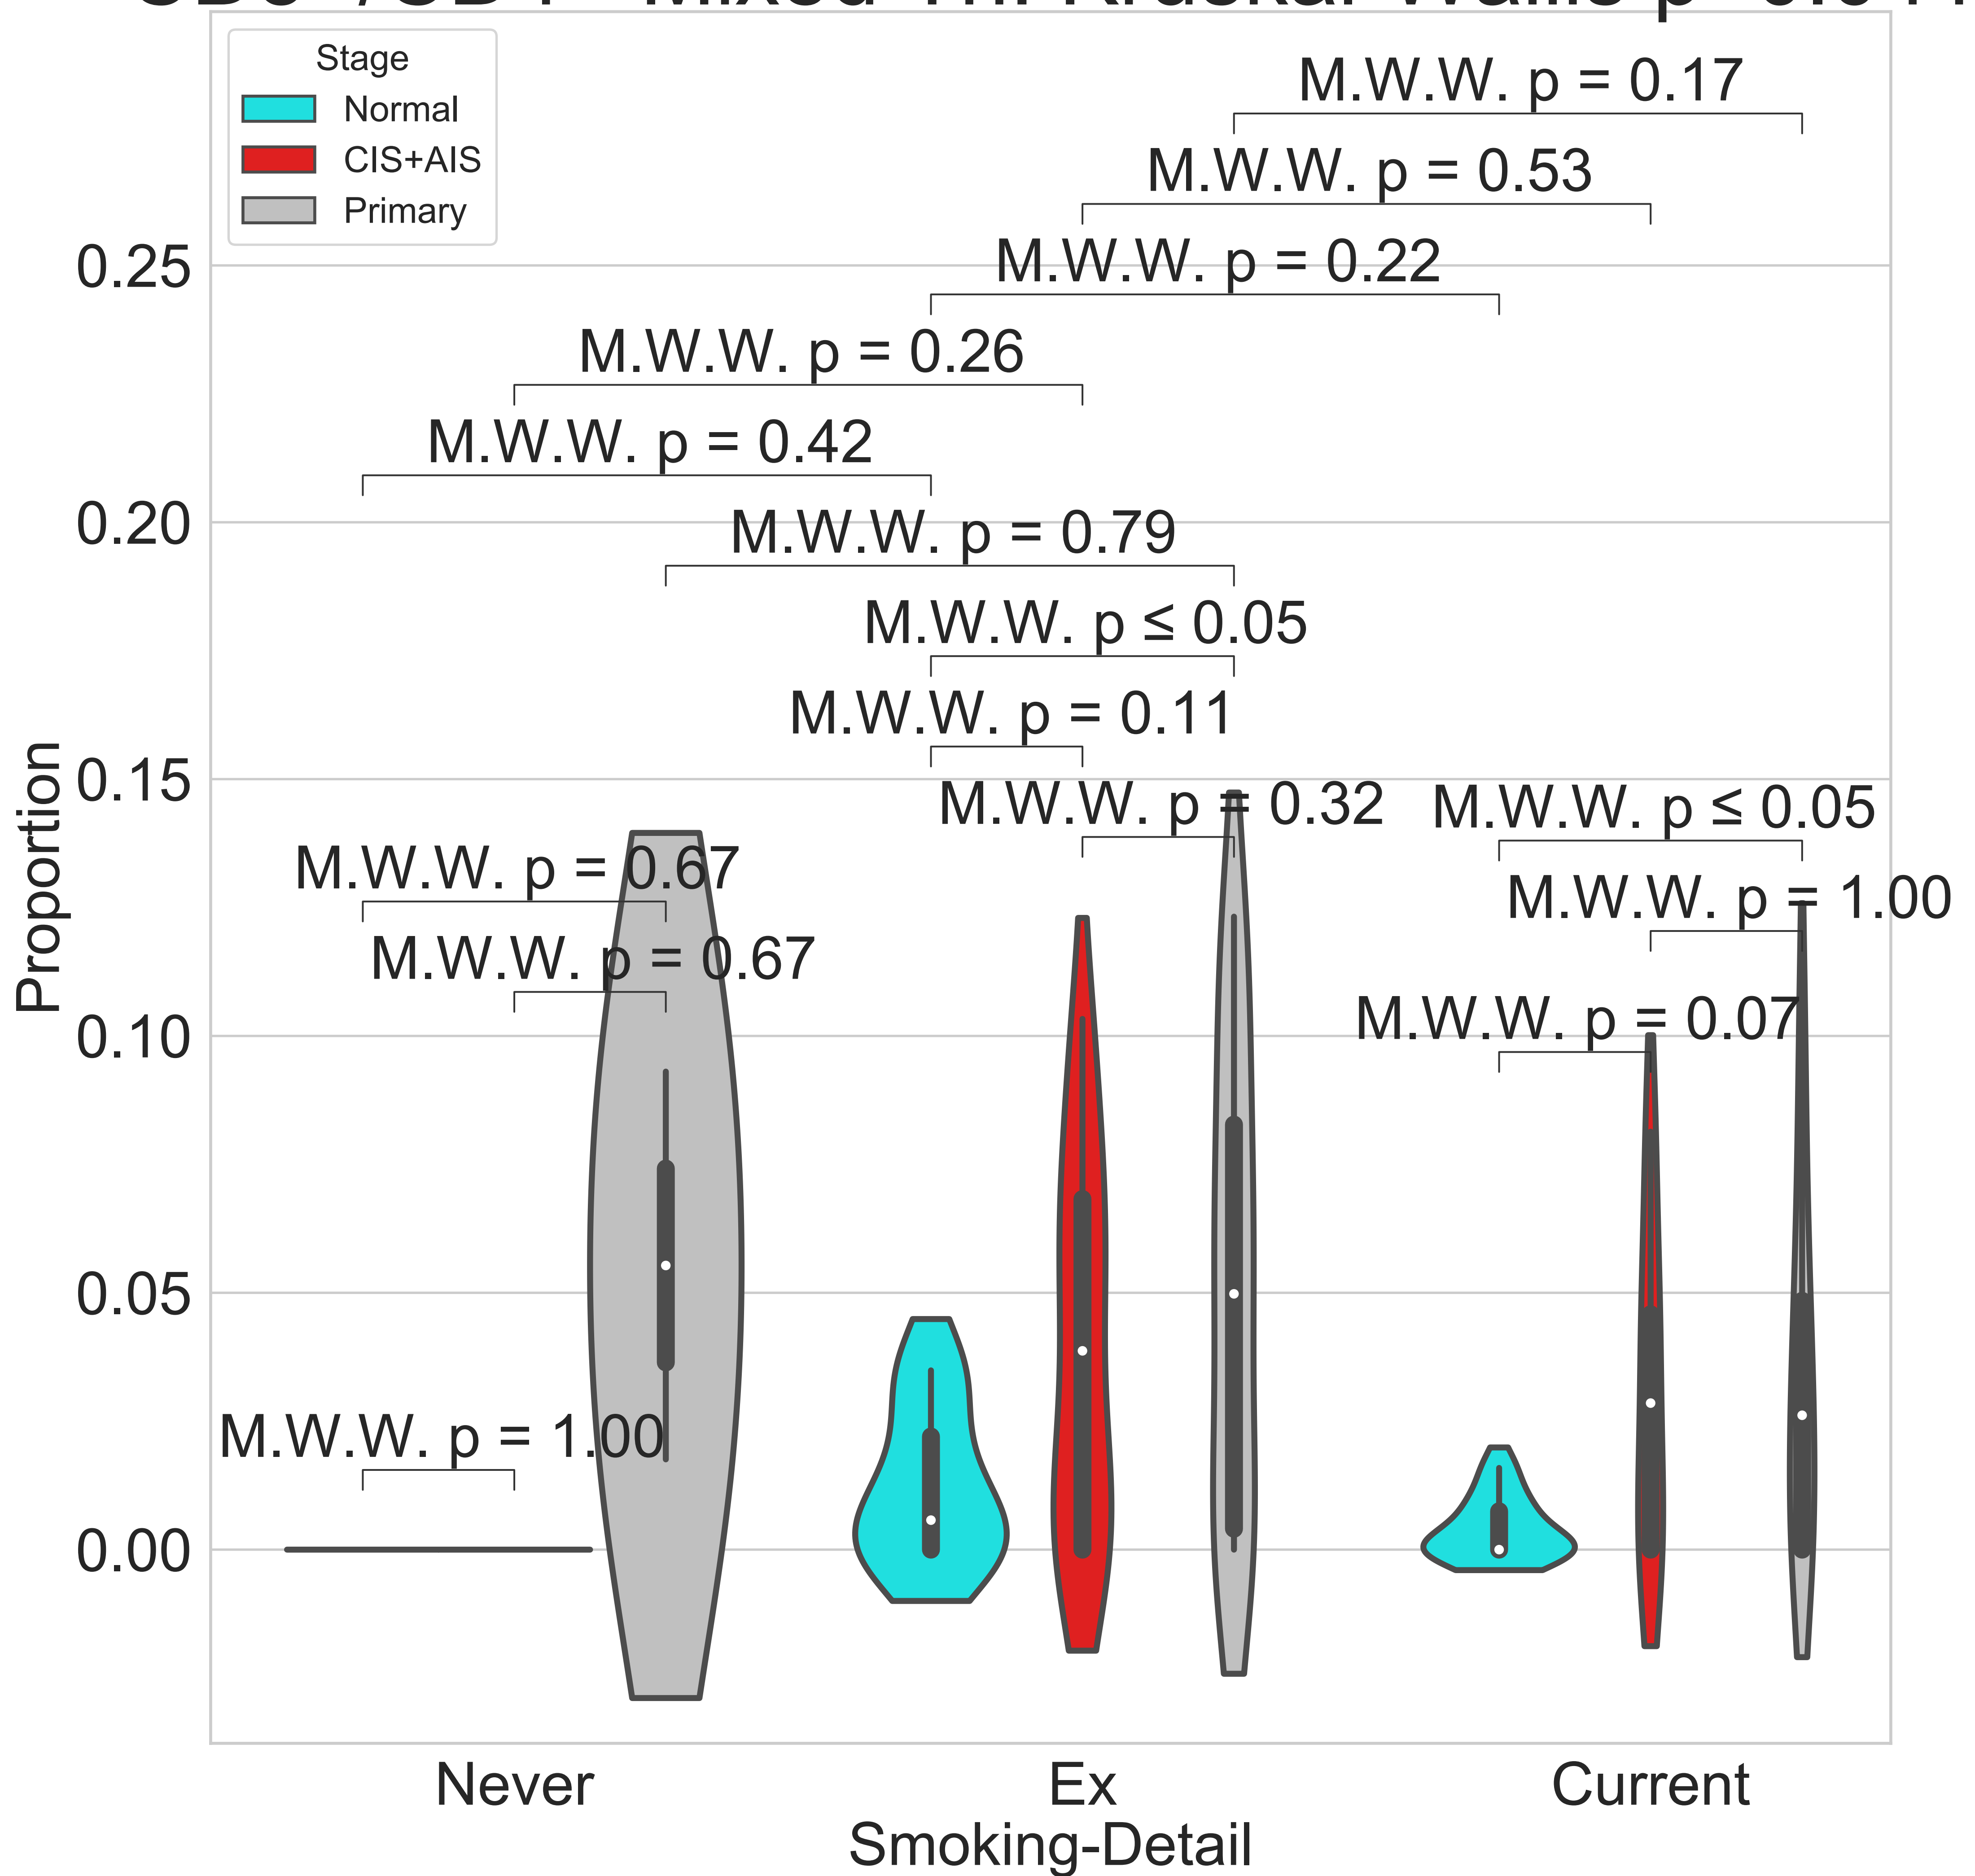 Stage
Normal
CIS+AIS
Primary
M.W.W. p = 0.17
M.W.W. p = 0.53
M.W.W. p = 0.22
M.W.W. p = 0.26
M.W.W. p = 0.42
M.W.W. p = 0.79
M.W.W. p ≤ 0.05
M.W.W. p = 0.11
M.W.W. p = 0.32
M.W.W. p ≤ 0.05
M.W.W. p = 0.67
M.W.W. p = 1.00
M.W.W. p = 0.67
M.W.W. p = 0.07
M.W.W. p = 1.00
0.25
0.20
0.15
0.10
0.05
0.00
Proportion
Never
Ex
Current
Smoking-Detail